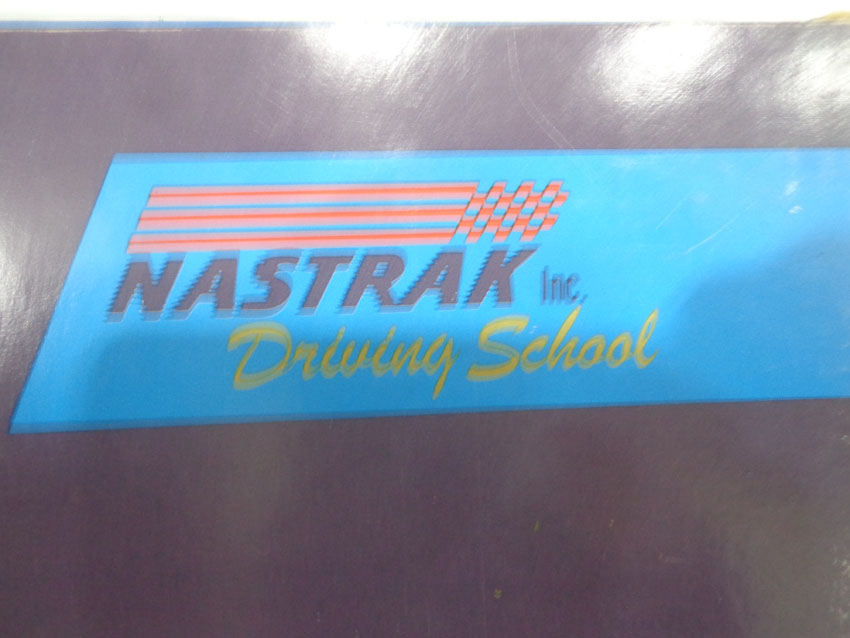 NASTRAK Inc,
Driving School